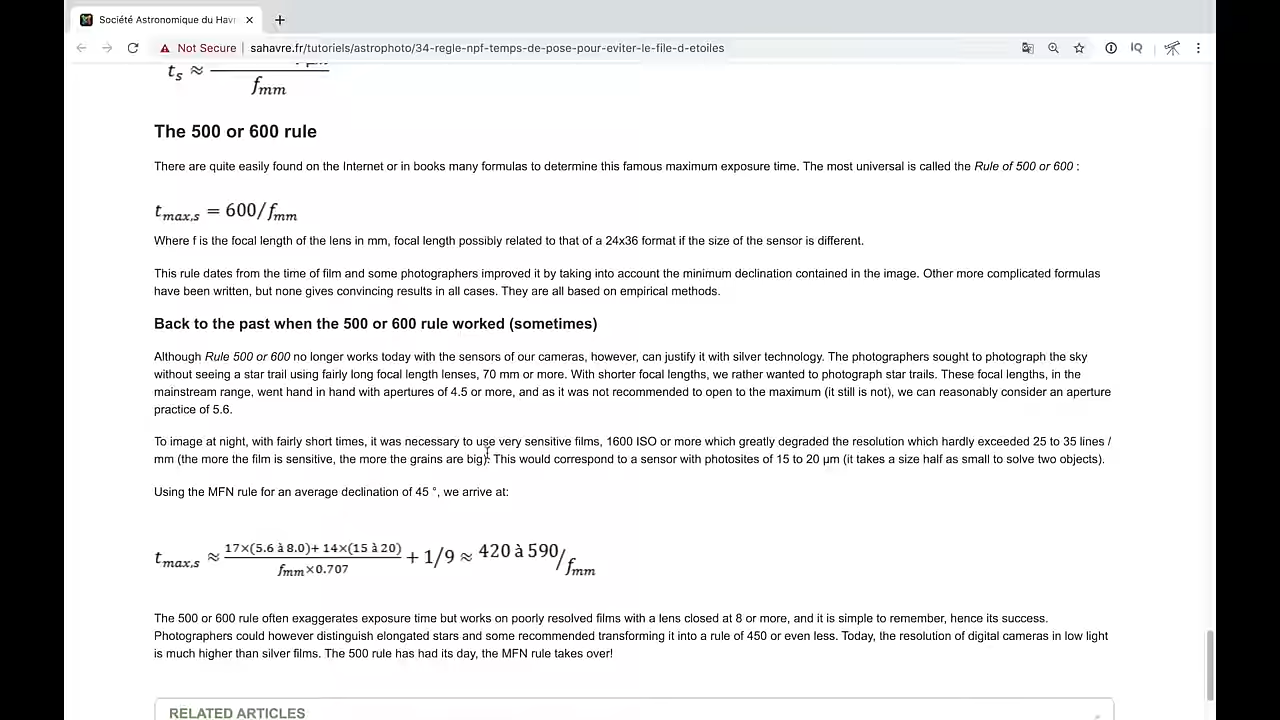 Société Astronomique du Hav
Not Secure
sahavre.fr/tutoriels/astrophoto/34-regle-npf-temps-de-pose-pour-eviter-le-file-d-etoiles
IQ
t_s ≈ / f_mm
The 500 or 600 rule
There are quite easily found on the Internet or in books many formulas to determine this famous maximum exposure time. The most universal is called the Rule of 500 or 600 :
t_max,s = 600/f_mm
Where f is the focal length of the lens in mm, focal length possibly related to that of a 24x36 format if the size of the sensor is different.
This rule dates from the time of film and some photographers improved it by taking into account the minimum declination contained in the image. Other more complicated formulas
have been written, but none gives convincing results in all cases. They are all based on empirical methods.
Back to the past when the 500 or 600 rule worked (sometimes)
Although Rule 500 or 600 no longer works today with the sensors of our cameras, however, can justify it with silver technology. The photographers sought to photograph the sky
without seeing a star trail using fairly long focal length lenses, 70 mm or more. With shorter focal lengths, we rather wanted to photograph star trails. These focal lengths, in the
mainstream range, went hand in hand with apertures of 4.5 or more, and as it was not recommended to open to the maximum (it still is not), we can reasonably consider an aperture
practice of 5.6.
To image at night, with fairly short times, it was necessary to use very sensitive films, 1600 ISO or more which greatly degraded the resolution which hardly exceeded 25 to 35 lines /
mm (the more the film is sensitive, the more the grains are big). This would correspond to a sensor with photosites of 15 to 20 μm (it takes a size half as small to solve two objects).
Using the MFN rule for an average declination of 45 °, we arrive at:
t_max,s ≈ 17×(5.6 à 8.0)+ 14×(15 à 20) / f_mm×0.707 + 1/9 ≈ 420 à 590/f_mm
The 500 or 600 rule often exaggerates exposure time but works on poorly resolved films with a lens closed at 8 or more, and it is simple to remember, hence its success.
Photographers could however distinguish elongated stars and some recommended transforming it into a rule of 450 or even less. Today, the resolution of digital cameras in low light
is much higher than silver films. The 500 rule has had its day, the MFN rule takes over!
RELATED ARTICLES